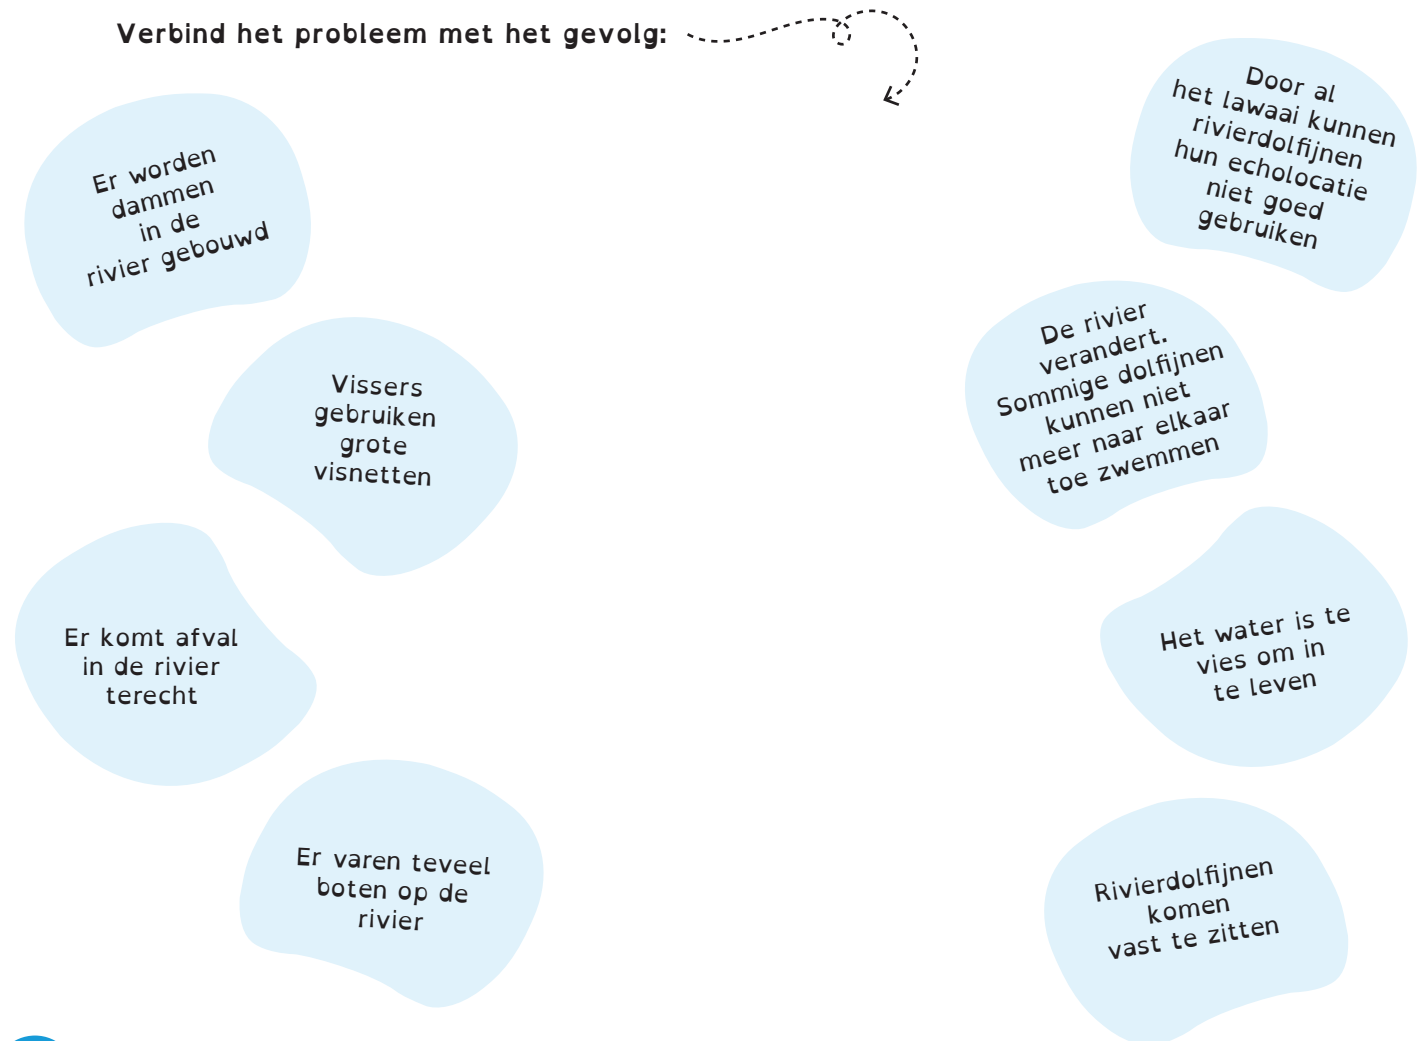 Verbind het probleem met het gevolg:
Er worden
dammen
in de
rivier gebouwd
Vissers
gebruiken
grote
visnetten
Er komt afval
in de rivier
terecht
Er varen teveel
boten op de
rivier
Door al
het lawaai kunnen
rivierdolfijnen
hun echolocatie
niet goed
gebruiken
De rivier
verandert.
Sommige dolfijnen
kunnen niet
meer naar elkaar
toe zwemmen
Het water is te
vies om in
te leven
Rivierdolfijnen
komen
vast te zitten